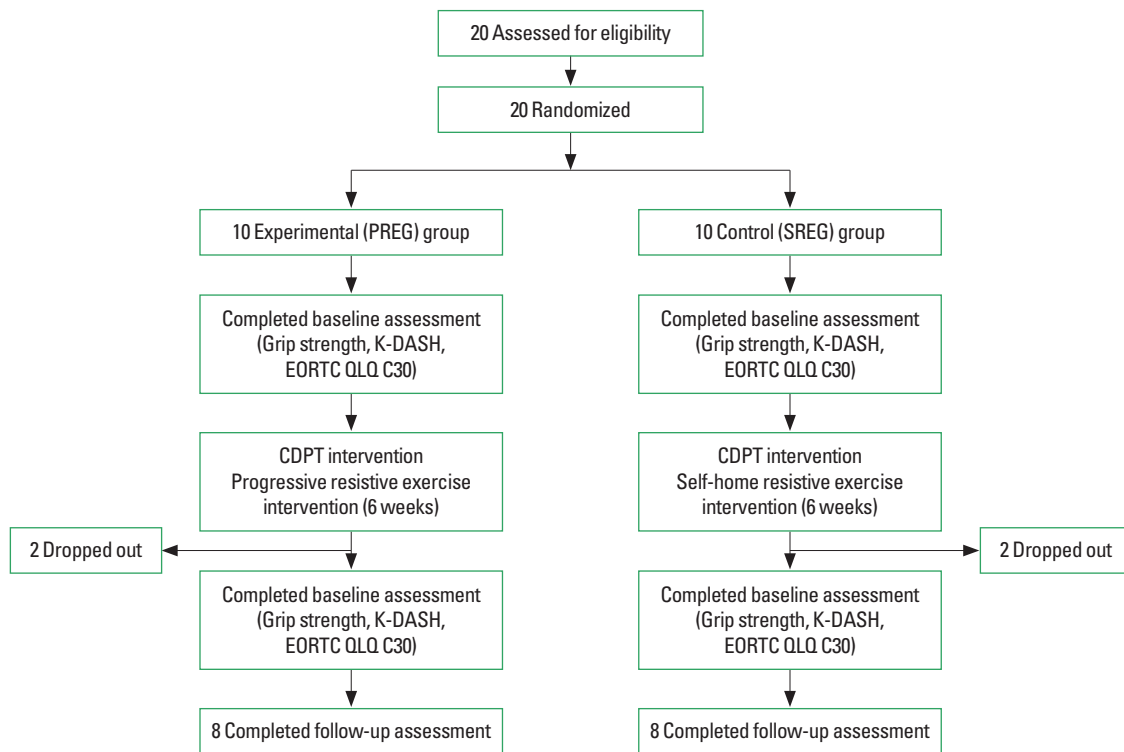 20 Assessed for eligibility
20 Randomized
10 Experimental (PREG) group
10 Control (SREG) group
Completed baseline assessment
(Grip strength, K-DASH,
EORTC QLQ C30)
Completed baseline assessment
(Grip strength, K-DASH,
EORTC QLQ C30)
CDPT intervention
Progressive resistive exercise
intervention (6 weeks)
CDPT intervention
Self-home resistive exercise
intervention (6 weeks)
2 Dropped out
2 Dropped out
Completed baseline assessment
(Grip strength, K-DASH,
EORTC QLQ C30)
Completed baseline assessment
(Grip strength, K-DASH,
EORTC QLQ C30)
8 Completed follow-up assessment
8 Completed follow-up assessment